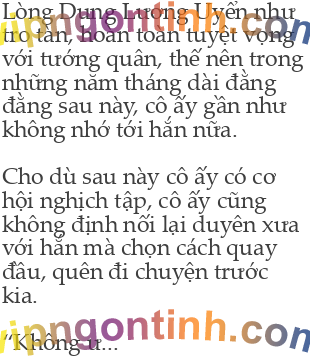 Lòng Dung Lương Uyển như
tro tàn, hoàn toàn tuyệt vọng
với tướng quân, thế nên trong
những năm tháng dài đằng
đằng sau này, cô ấy gần như
không nhớ tới hắn nữa.
Cho dù sau này cô ấy có cơ
hội nghịch tập, cô ấy cũng
không định nối lại duyên xưa
với hắn mà chọn cách quay
đầu, quên đi chuyện trước
kia.
vipngontinh.com
"Không ư...